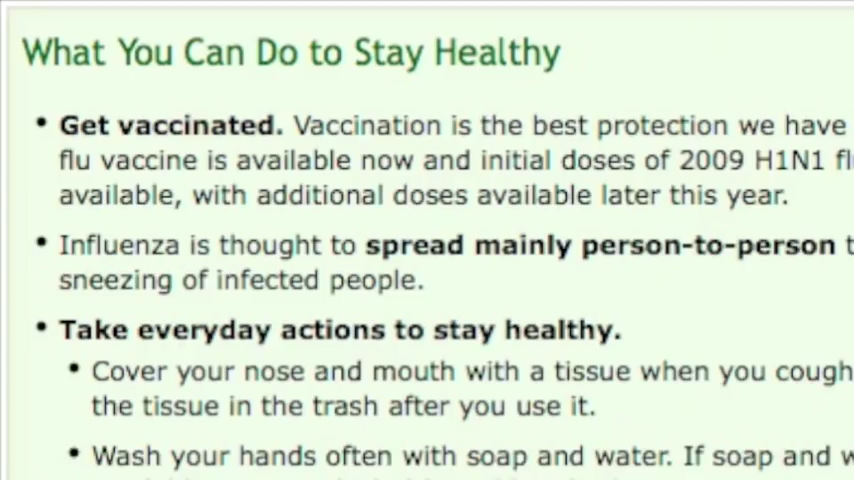 What You Can Do to Stay Healthy
• Get vaccinated. Vaccination is the best protection we have
flu vaccine is available now and initial doses of 2009 H1N1
available, with additional doses available later this year.
• Influenza is thought to spread mainly person-to-person
sneezing of infected people.
• Take everyday actions to stay healthy.
• Cover your nose and mouth with a tissue when you cough
the tissue in the trash after you use it.
• Wash your hands often with soap and water. If soap and